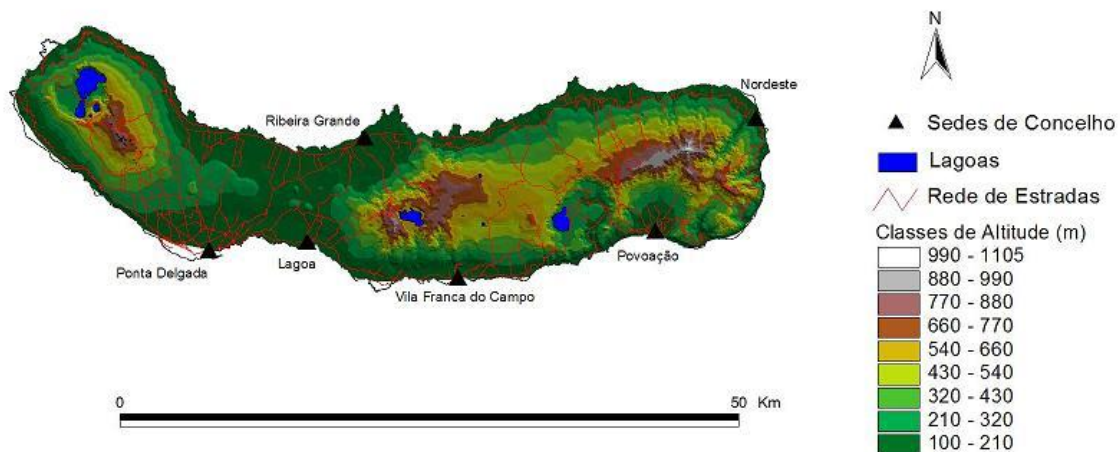 N
Nordeste
Ribeira Grande
Sedes de Concelho
Lagoas
Rede de Estradas
Classes de Altitude (m)
990 - 1105
880 - 990
770 - 880
660 - 770
540 - 660
430 - 540
320 - 430
210 - 320
100 - 210
Povoação
Lagoa
Ponta Delgada
Vila Franca do Campo
0
50 Km